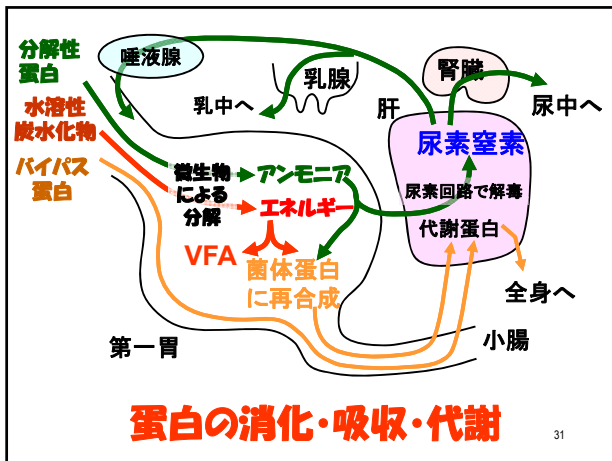 分解性
蛋白
唾液腺
乳腺
腎臓
水溶性
炭水化物
乳中へ
肝
尿中へ
バイパス
蛋白
微生物
による
分解
アンモニア
エネルギー
尿素窒素
尿素回路で解毒
代謝蛋白
VFA
菌体蛋白
に再合成
全身へ
第一胃
小腸
蛋白の消化・吸収・代謝
31